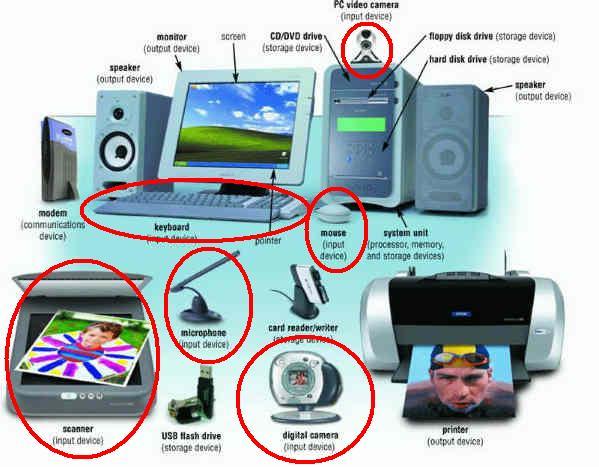 PC video camera
(input device)
monitor
(output device)
screen
CD/DVD drive
(storage device)
floppy disk drive (storage device)
hard disk drive (storage device)
speaker
(output device)
speaker
(output device)
modem
(communications
device)
keyboard
(input device)
pointer
mouse
(input
device)
system unit
(processor, memory,
and storage devices)
microphone
(input device)
card reader/writer
(storage device)
EPSON
scanner
(input device)
USB flash drive
(storage device)
digital camera
(input device)
printer
(output device)